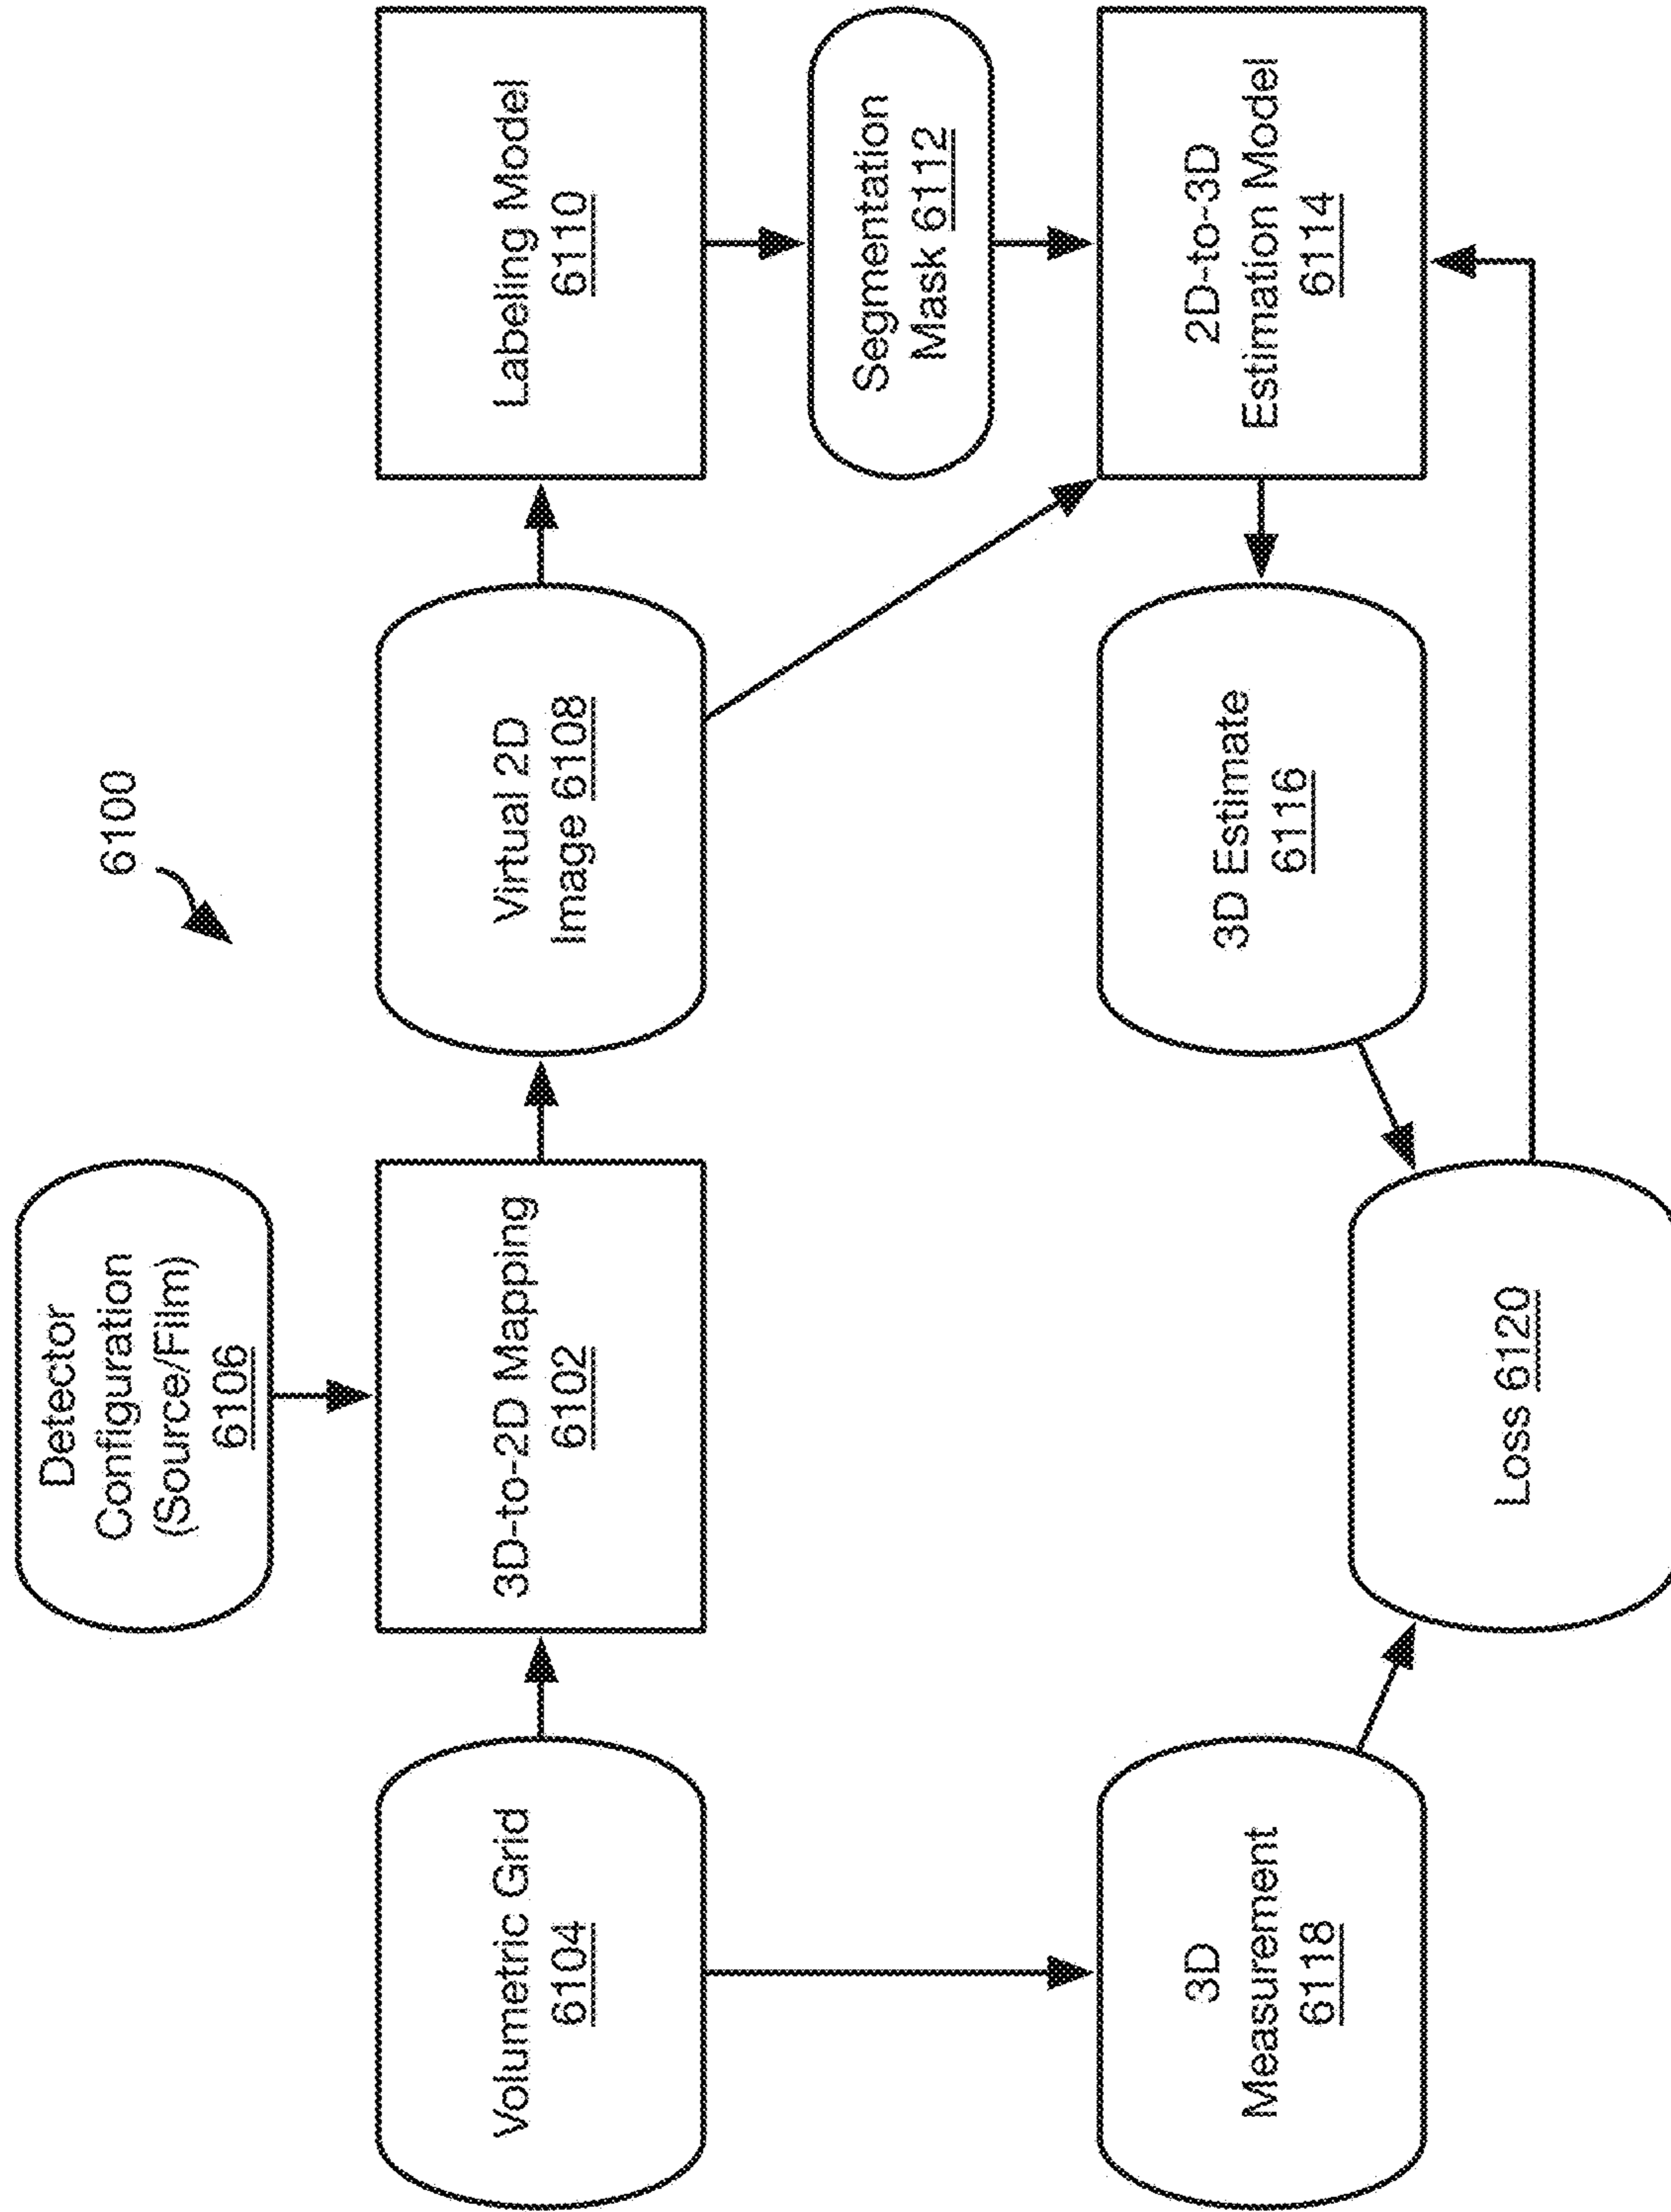 6100
Detector
Configuration
(Source/Film)
6106
Volumetric Grid
6104
3D-to-2D Mapping
6102
Virtual 2D
Image 6108
Labeling Model
6110
Segmentation
Mask 6112
3D
Measurement
6118
3D Estimate
6116
2D-to-3D
Estimation Model
6114
Loss 6120